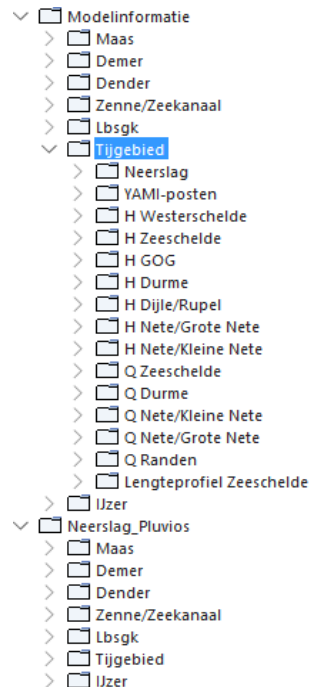 Modelinformatie
Maas
Demer
Dender
Zenne/Zeekanaal
Lbsgk
Tijgebied
Neerslag
YAMI-posten
H Westerschelde
H Zeeschelde
H GOG
H Durme
H Dijle/Rupel
H Nete/Grote Nete
H Nete/Kleine Nete
Q Zeeschelde
Q Durme
Q Nete/Kleine Nete
Q Nete/Grote Nete
Q Randen
Lengteprofiel Zeeschelde
IJzer
Neerslag_Pluvios
Maas
Demer
Dender
Zenne/Zeekanaal
Lbsgk
Tijgebied
IJzer